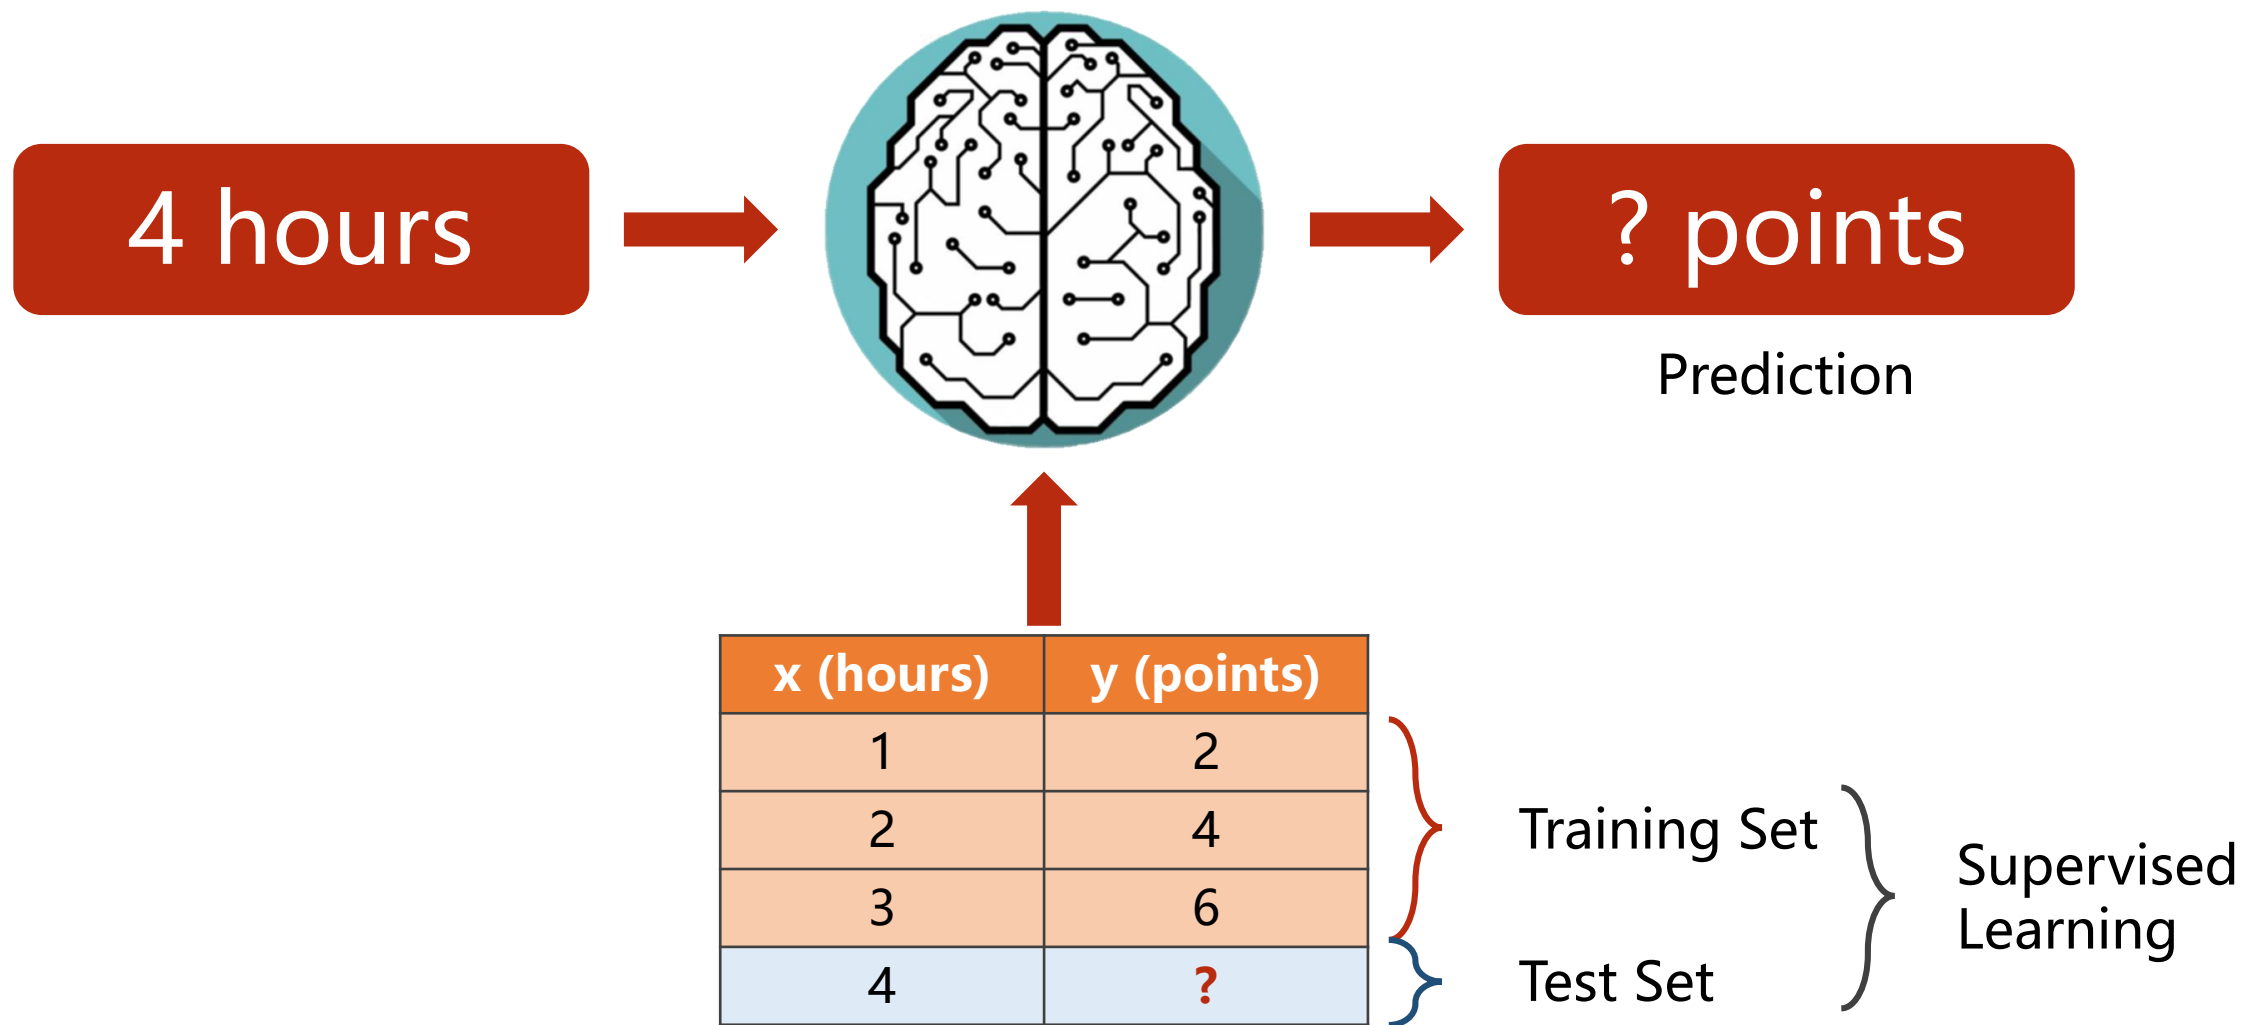 4 hours
? points
Prediction
x (hours) y (points)
1 2
2 4
3 6
4 ?
Training Set
Test Set
Supervised
Learning